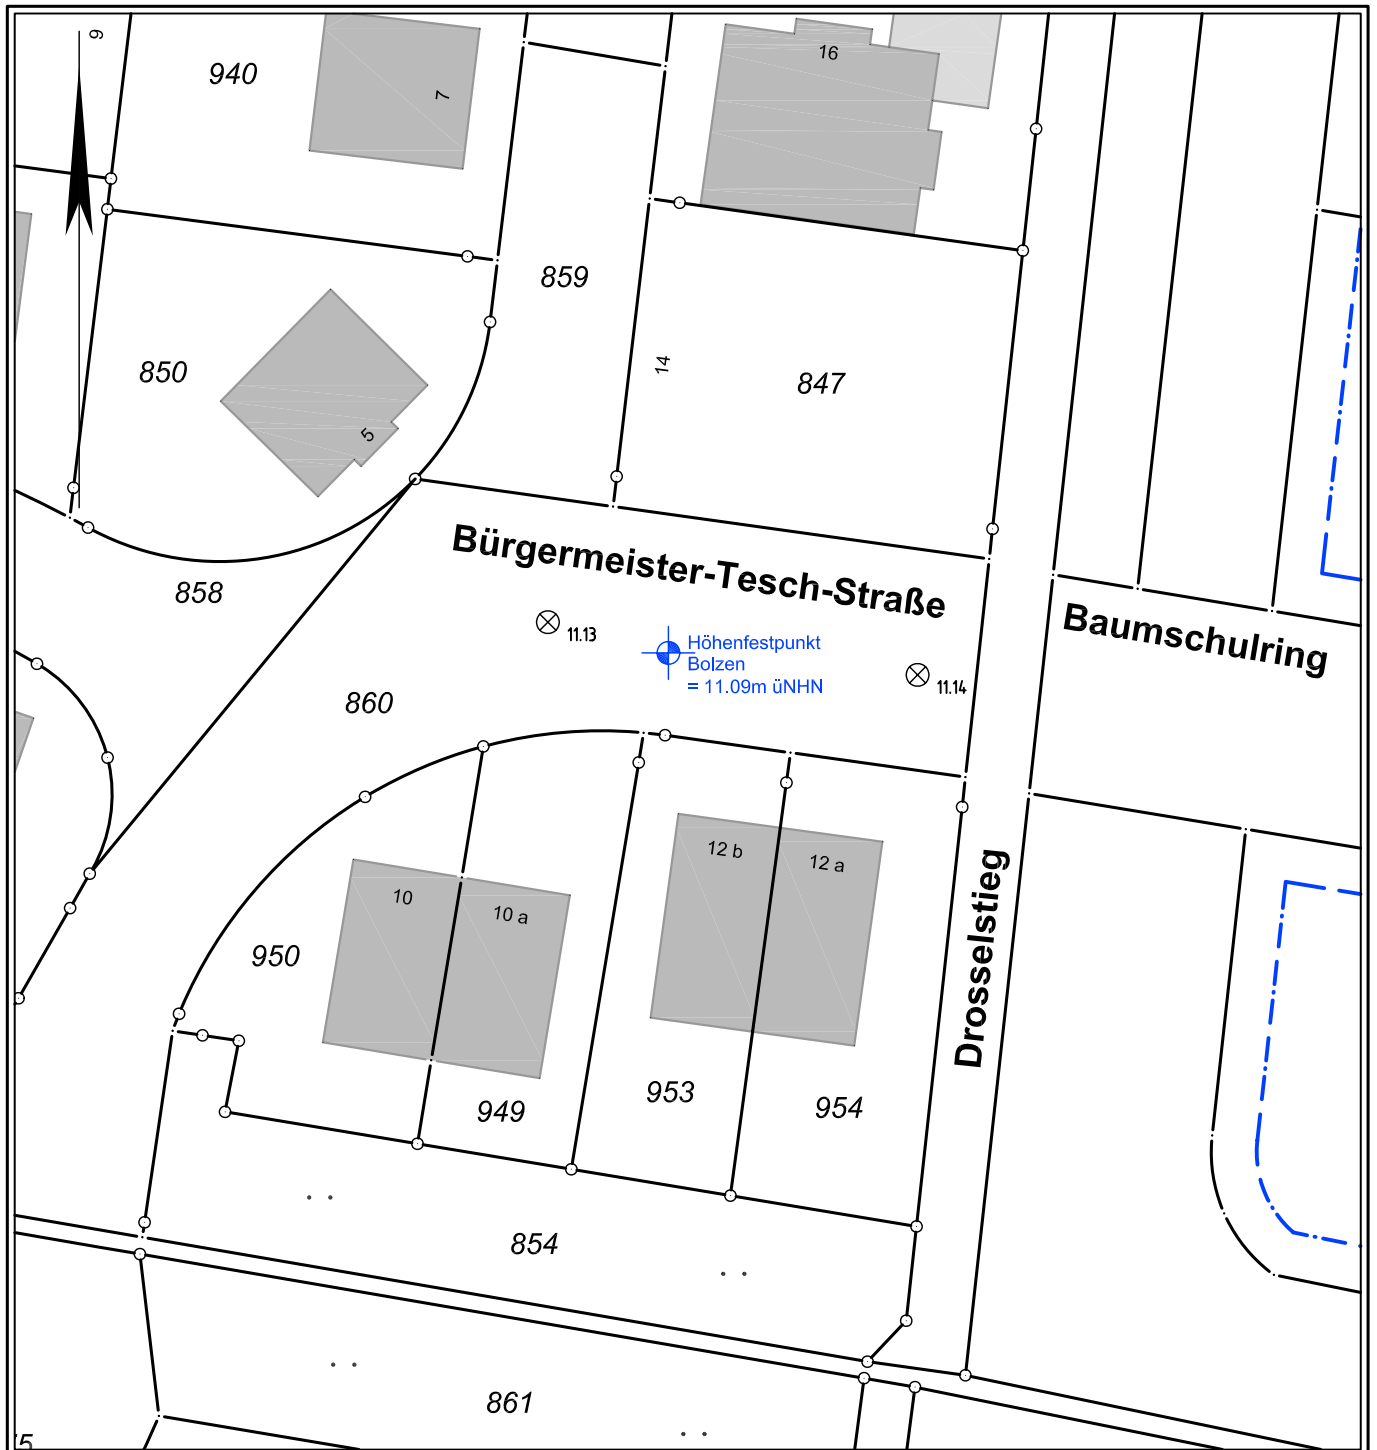 9
940
7
16
859
850
5
14
847
Bürgermeister-Tesch-Straße
858
11.13
Höhenfestpunkt
Bolzen
= 11.09m üNHN
11.14
Baumschulring
860
12 b
12 a
10
10 a
950
Drosselstieg
949
953
954
854
861